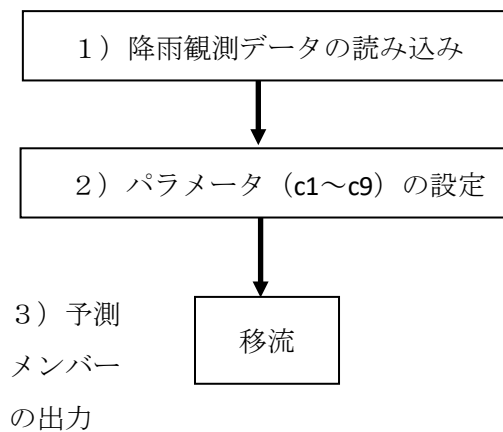 １）降雨観測データの読み込み
２）パラメータ（c1～c9）の設定
３）予測
メンバー
の出力
移流